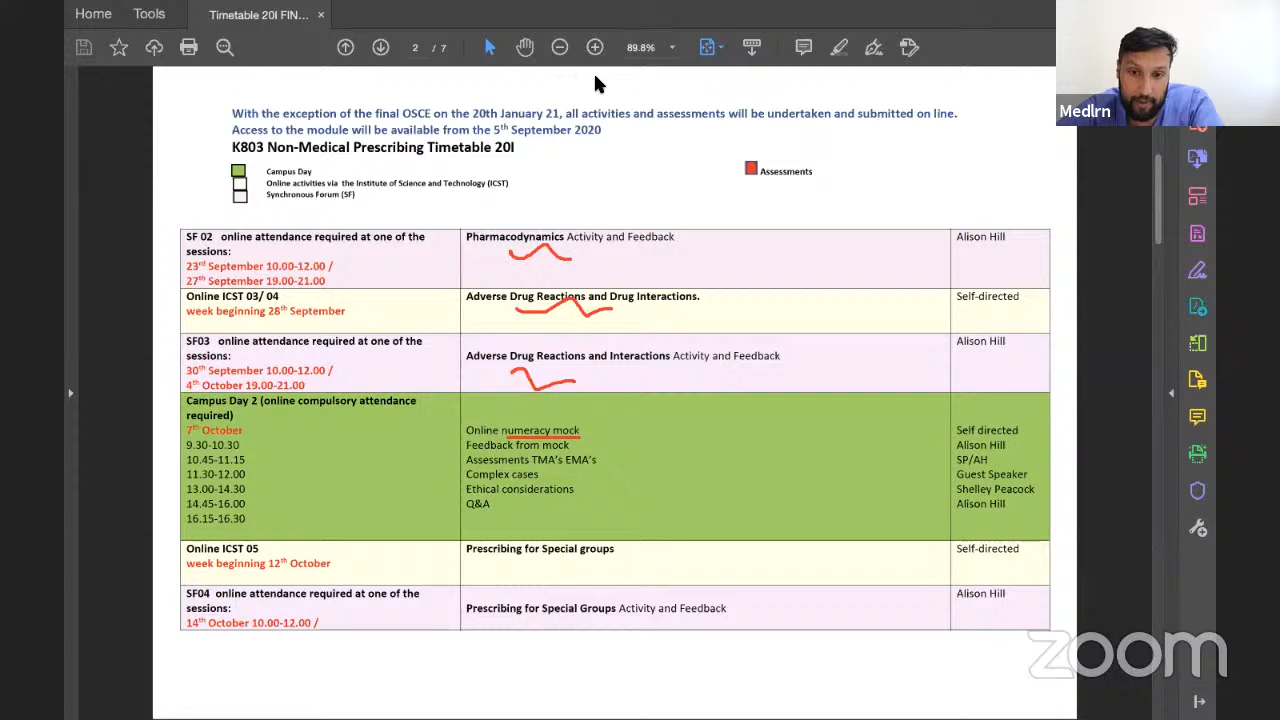 Home Tools Timetable 20I FIN... ×
2 / 7 89.8%
Medlrn
With the exception of the final OSCE on the 20th January 21, all activities and assessments will be undertaken and submitted on line.
Access to the module will be available from the 5th September 2020
K803 Non-Medical Prescribing Timetable 20I
Campus Day
Assessments
Online activities via the Institute of Science and Technology (ICST)
Synchronous Forum (SF)
SF 02 online attendance required at one of the
sessions:
23rd September 10.00-12.00 /
27th September 19.00-21.00
Pharmacodynamics Activity and Feedback
Alison Hill
Online ICST 03/ 04
week beginning 28th September
Adverse Drug Reactions and Drug Interactions.
Self-directed
SF03 online attendance required at one of the
sessions:
30th September 10.00-12.00 /
4th October 19.00-21.00
Adverse Drug Reactions and Interactions Activity and Feedback
Alison Hill
Campus Day 2 (online compulsory attendance
required)
7th October
9.30-10.30
10.45-11.15
11.30-12.00
13.00-14.30
14.45-16.00
16.15-16.30
Online numeracy mock
Feedback from mock
Assessments TMA's EMA's
Complex cases
Ethical considerations
Q&A
Self directed
Alison Hill
SP/AH
Guest Speaker
Shelley Peacock
Alison Hill
Online ICST 05
week beginning 12th October
Prescribing for Special groups
Self-directed
SF04 online attendance required at one of the
sessions:
14th October 10.00-12.00 /
Prescribing for Special Groups Activity and Feedback
Alison Hill
zoom